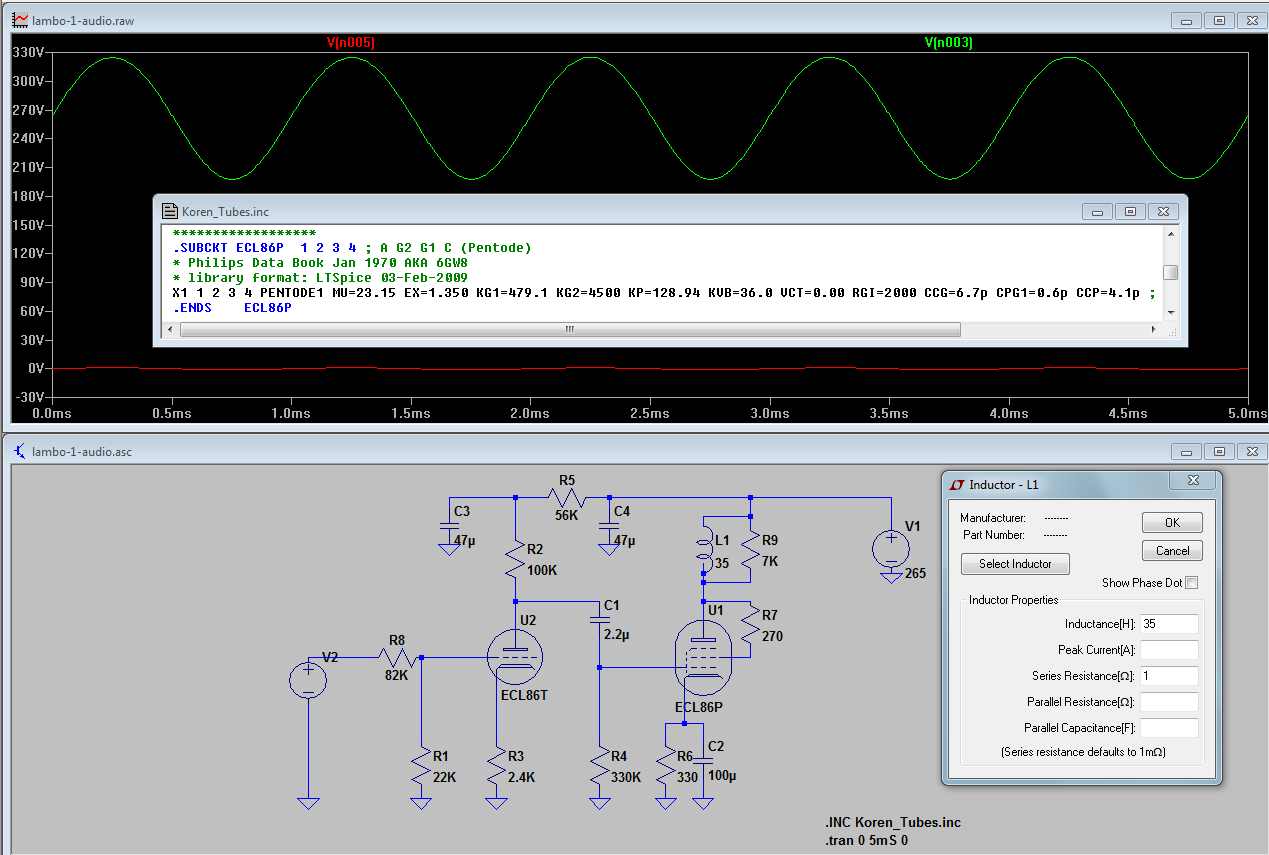 lambo-1-audio.raw
V(n005) V(n003)
330V
300V
270V
240V
210V
180V
150V
120V
90V
60V
30V
0V
-30V
0.0ms 0.5ms 1.0ms 1.5ms 2.0ms 2.5ms 3.0ms 3.5ms 4.0ms 4.5ms 5.0ms
Koren_Tubes.inc
******************
.SUBCKT ECL86P 1 2 3 4 ; A G2 G1 C (Pentode)
* Philips Data Book Jan 1970 AKA 6GW8
* library format: LTSpice 03-Feb-2009
X1 1 2 3 4 PENTODE1 MU=23.15 EX=1.350 KG1=479.1 KG2=4500 KP=128.94 KVB=36.0 VCT=0.00 RGI=2000 CCG=6.7p CPG1=0.6p CCP=4.1p ;
.ENDS ECL86P
lambo-1-audio.asc
R5
56K
C3
47µ
C4
47µ
V1
265
R2
100K
L1
35
R9
7K
U2
ECL86T
C1
2.2µ
U1
ECL86P
R7
270
R8
82K
V2
R1
22K
R3
2.4K
R4
330K
R6
330
C2
100µ
.INC Koren_Tubes.inc
.tran 0 5mS 0
Inductor - L1
Manufacturer: --------
Part Number: --------
OK
Cancel
Select Inductor
Show Phase Dot
Inductor Properties
Inductance[H]: 35
Peak Current[A]:
Series Resistance[Ω]: 1
Parallel Resistance[Ω]:
Parallel Capacitance[F]:
(Series resistance defaults to 1mΩ)